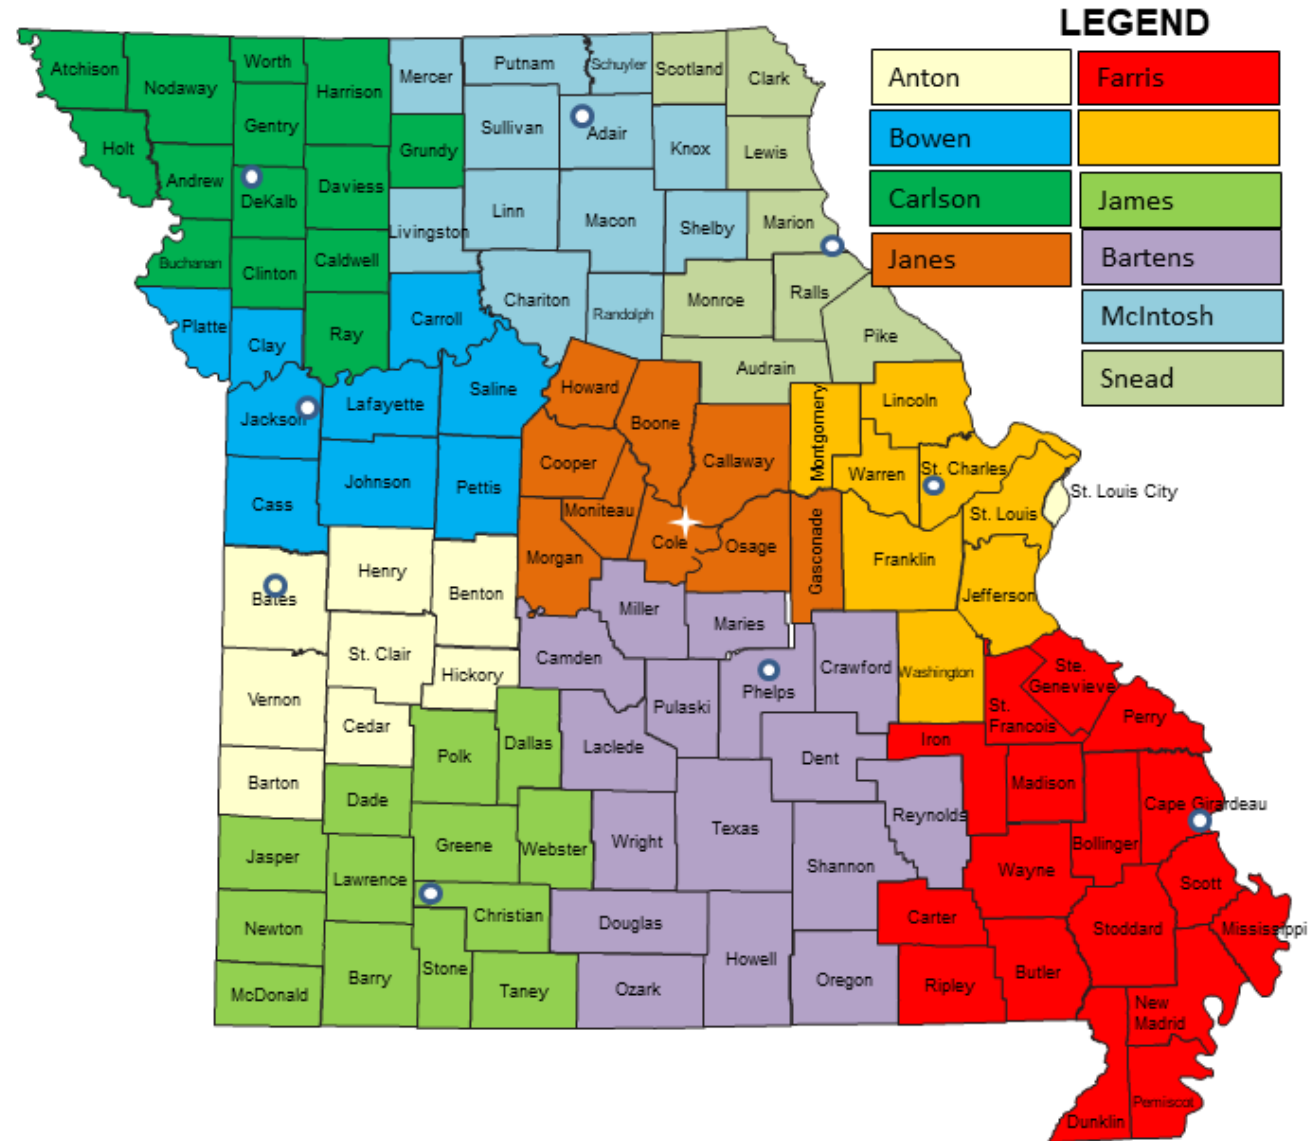 LEGEND
Anton
Farris
Bowen
Carlson
James
Janes
Bartens
McIntosh
Snead
Atchison
Nodaway
Worth
Harrison
Mercer
Putnam
Schuyler
Scotland
Clark
Gentry
Sullivan
Adair
Holt
Grundy
Knox
Lewis
Andrew
DeKalb
Daviess
Linn
Macon
Shelby
Marion
Livingston
Buchanan
Clinton
Caldwell
Chariton
Randolph
Monroe
Ralls
Platte
Clay
Ray
Carroll
Pike
Audrain
Jackson
Lafayette
Saline
Howard
Boone
Montgomery
Lincoln
Cooper
Callaway
Warren
St. Charles
Cass
Johnson
Pettis
St. Louis City
Moniteau
St. Louis
Cole
Osage
Gasconade
Franklin
Morgan
Henry
Benton
Bates
Jefferson
Miller
Maries
St. Clair
Camden
Hickory
Crawford
Washington
Ste.
Genevieve
Vernon
Pulaski
Phelps
St.
Francois
Perry
Cedar
Polk
Dallas
Laclede
Iron
Dent
Barton
Madison
Dade
Cape Girardeau
Reynolds
Texas
Wright
Greene
Webster
Bollinger
Jasper
Lawrence
Shannon
Wayne
Scott
Christian
Douglas
Carter
Stoddard
Mississippi
Newton
Barry
Stone
Taney
Ozark
Howell
Oregon
Ripley
Butler
McDonald
New
Madrid
Pemiscot
Dunklin